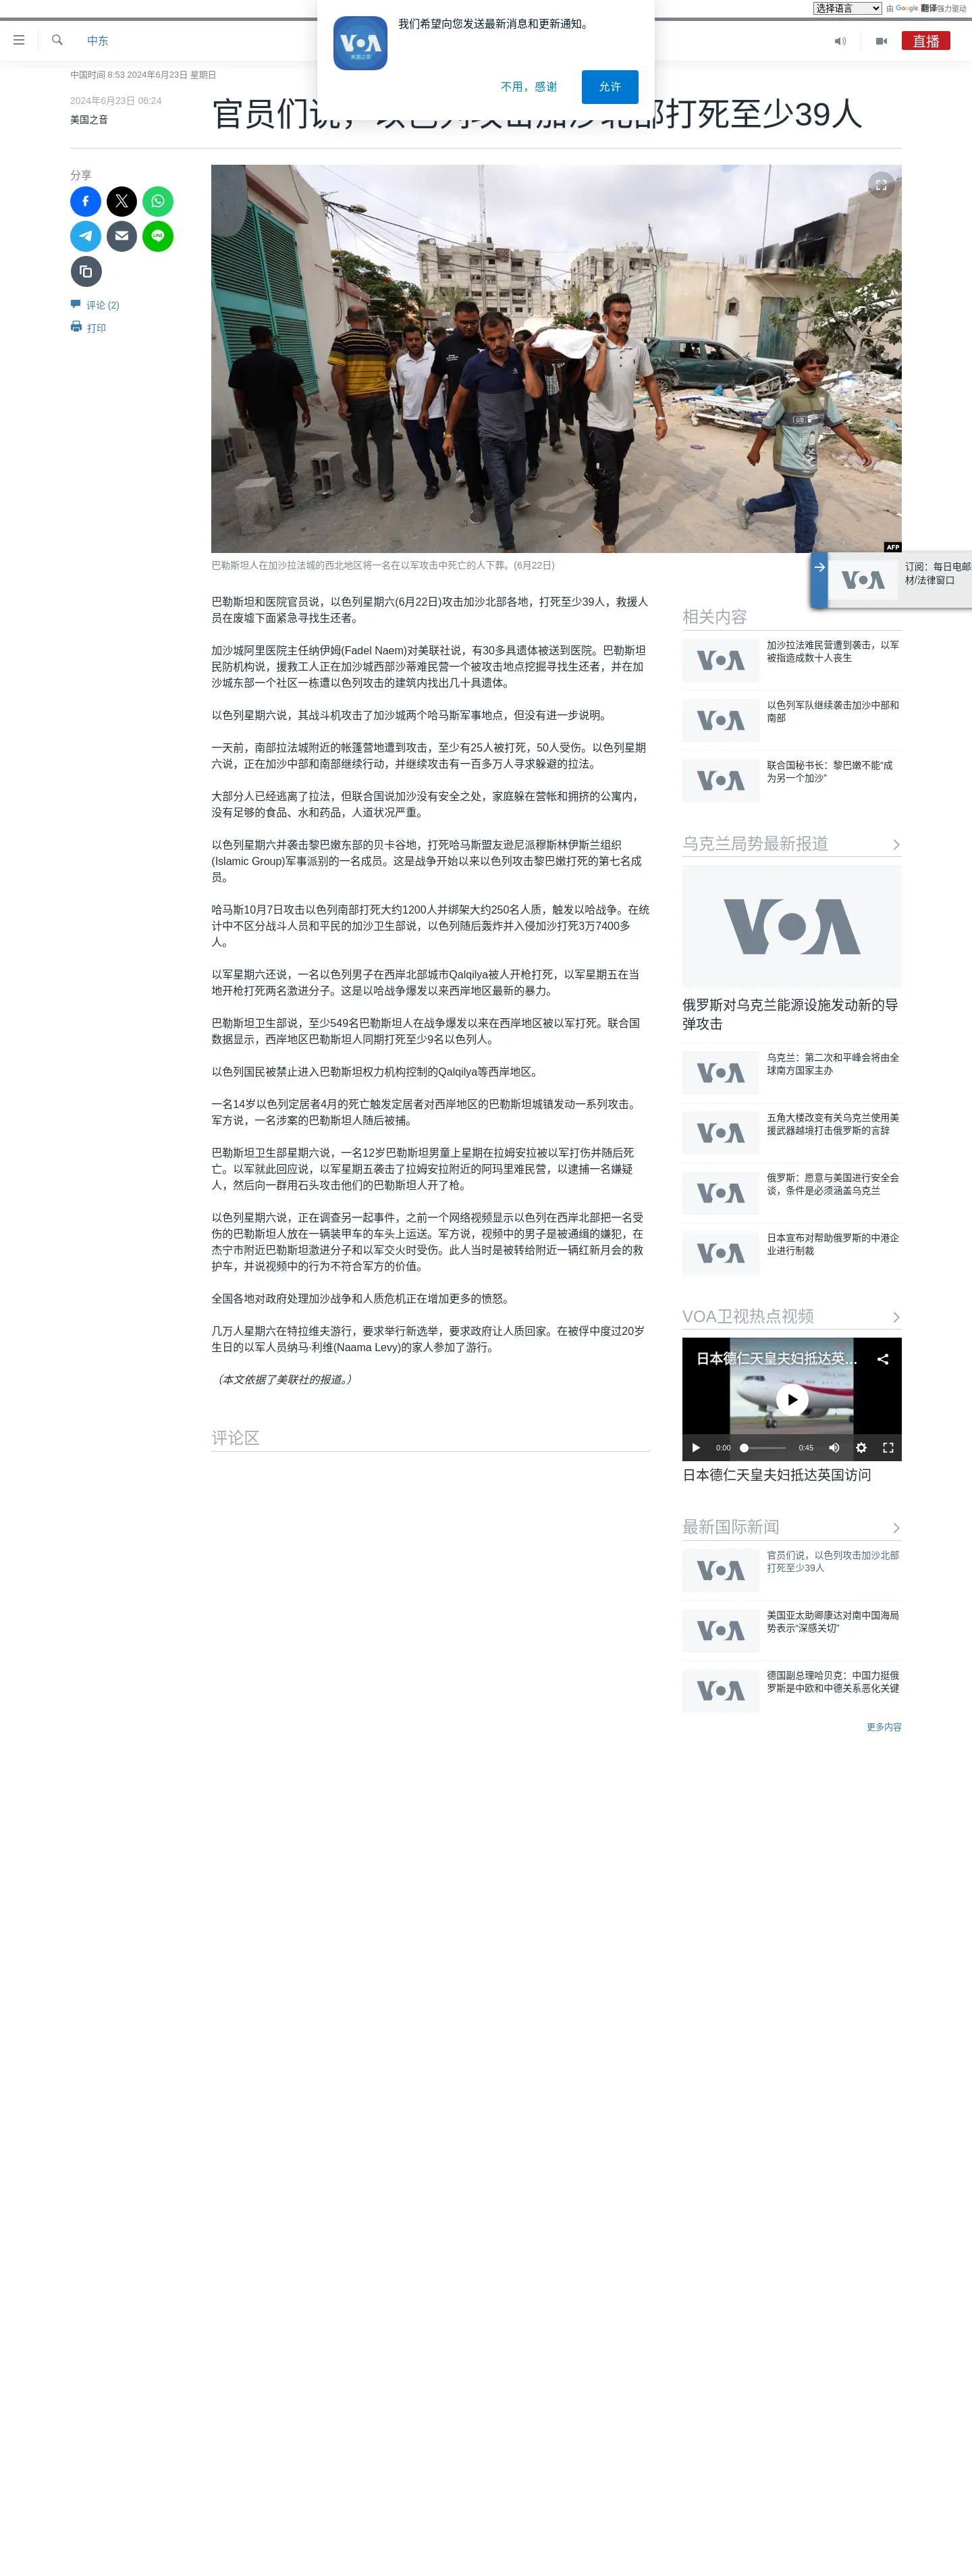 选择语言 由 Google 翻译强力驱动
我们希望向您发送最新消息和更新通知。
VOA
美国之音
不用，感谢
允许
中东
直播
中国时间 8:53 2024年6月23日 星期日
2024年6月23日 06:24
美国之音
官员们说，以色列攻击加沙北部打死至少39人
分享
LINE
评论 (2)
打印
AFP
巴勒斯坦人在加沙拉法城的西北地区将一名在以军攻击中死亡的人下葬。(6月22日)
巴勒斯坦和医院官员说，以色列星期六(6月22日)攻击加沙北部各地，打死至少39人，救援人
员在废墟下面紧急寻找生还者。
加沙城阿里医院主任纳伊姆(Fadel Naem)对美联社说，有30多具遗体被送到医院。巴勒斯坦
民防机构说，援救工人正在加沙城西部沙蒂难民营一个被攻击地点挖掘寻找生还者，并在加
沙城东部一个社区一栋遭以色列攻击的建筑内找出几十具遗体。
以色列星期六说，其战斗机攻击了加沙城两个哈马斯军事地点，但没有进一步说明。
一天前，南部拉法城附近的帐篷营地遭到攻击，至少有25人被打死，50人受伤。以色列星期
六说，正在加沙中部和南部继续行动，并继续攻击有一百多万人寻求躲避的拉法。
大部分人已经逃离了拉法，但联合国说加沙没有安全之处，家庭躲在营帐和拥挤的公寓内，
没有足够的食品、水和药品，人道状况严重。
以色列星期六并袭击黎巴嫩东部的贝卡谷地，打死哈马斯盟友逊尼派穆斯林伊斯兰组织
(Islamic Group)军事派别的一名成员。这是战争开始以来以色列攻击黎巴嫩打死的第七名成
员。
哈马斯10月7日攻击以色列南部打死大约1200人并绑架大约250名人质，触发以哈战争。在统
计中不区分战斗人员和平民的加沙卫生部说，以色列随后轰炸并入侵加沙打死3万7400多
人。
以军星期六还说，一名以色列男子在西岸北部城市Qalqilya被人开枪打死，以军星期五在当
地开枪打死两名激进分子。这是以哈战争爆发以来西岸地区最新的暴力。
巴勒斯坦卫生部说，至少549名巴勒斯坦人在战争爆发以来在西岸地区被以军打死。联合国
数据显示，西岸地区巴勒斯坦人同期打死至少9名以色列人。
以色列国民被禁止进入巴勒斯坦权力机构控制的Qalqilya等西岸地区。
一名14岁以色列定居者4月的死亡触发定居者对西岸地区的巴勒斯坦城镇发动一系列攻击。
军方说，一名涉案的巴勒斯坦人随后被捕。
巴勒斯坦卫生部星期六说，一名12岁巴勒斯坦男童上星期在拉姆安拉被以军打伤并随后死
亡。以军就此回应说，以军星期五袭击了拉姆安拉附近的阿玛里难民营，以逮捕一名嫌疑
人，然后向一群用石头攻击他们的巴勒斯坦人开了枪。
以色列星期六说，正在调查另一起事件，之前一个网络视频显示以色列在西岸北部把一名受
伤的巴勒斯坦人放在一辆装甲车的车头上运送。军方说，视频中的男子是被通缉的嫌犯，在
杰宁市附近巴勒斯坦激进分子和以军交火时受伤。此人当时是被转给附近一辆红新月会的救
护车，并说视频中的行为不符合军方的价值。
全国各地对政府处理加沙战争和人质危机正在增加更多的愤怒。
几万人星期六在特拉维夫游行，要求举行新选举，要求政府让人质回家。在被俘中度过20岁
生日的以军人员纳马·利维(Naama Levy)的家人参加了游行。
（本文依据了美联社的报道。）
评论区
VOA
订阅：每日电邮
材/法律窗口
相关内容
VOA
加沙拉法难民营遭到袭击，以军
被指造成数十人丧生
VOA
以色列军队继续袭击加沙中部和
南部
VOA
联合国秘书长：黎巴嫩不能“成
为另一个加沙”
乌克兰局势最新报道
VOA
俄罗斯对乌克兰能源设施发动新的导
弹攻击
VOA
乌克兰：第二次和平峰会将由全
球南方国家主办
VOA
五角大楼改变有关乌克兰使用美
援武器越境打击俄罗斯的言辞
VOA
俄罗斯：愿意与美国进行安全会
谈，条件是必须涵盖乌克兰
VOA
日本宣布对帮助俄罗斯的中港企
业进行制裁
VOA卫视热点视频
日本德仁天皇夫妇抵达英...
0:00 0:45
日本德仁天皇夫妇抵达英国访问
最新国际新闻
VOA
官员们说，以色列攻击加沙北部
打死至少39人
VOA
美国亚太助卿康达对南中国海局
势表示“深感关切”
VOA
德国副总理哈贝克：中国力挺俄
罗斯是中欧和中德关系恶化关键
更多内容